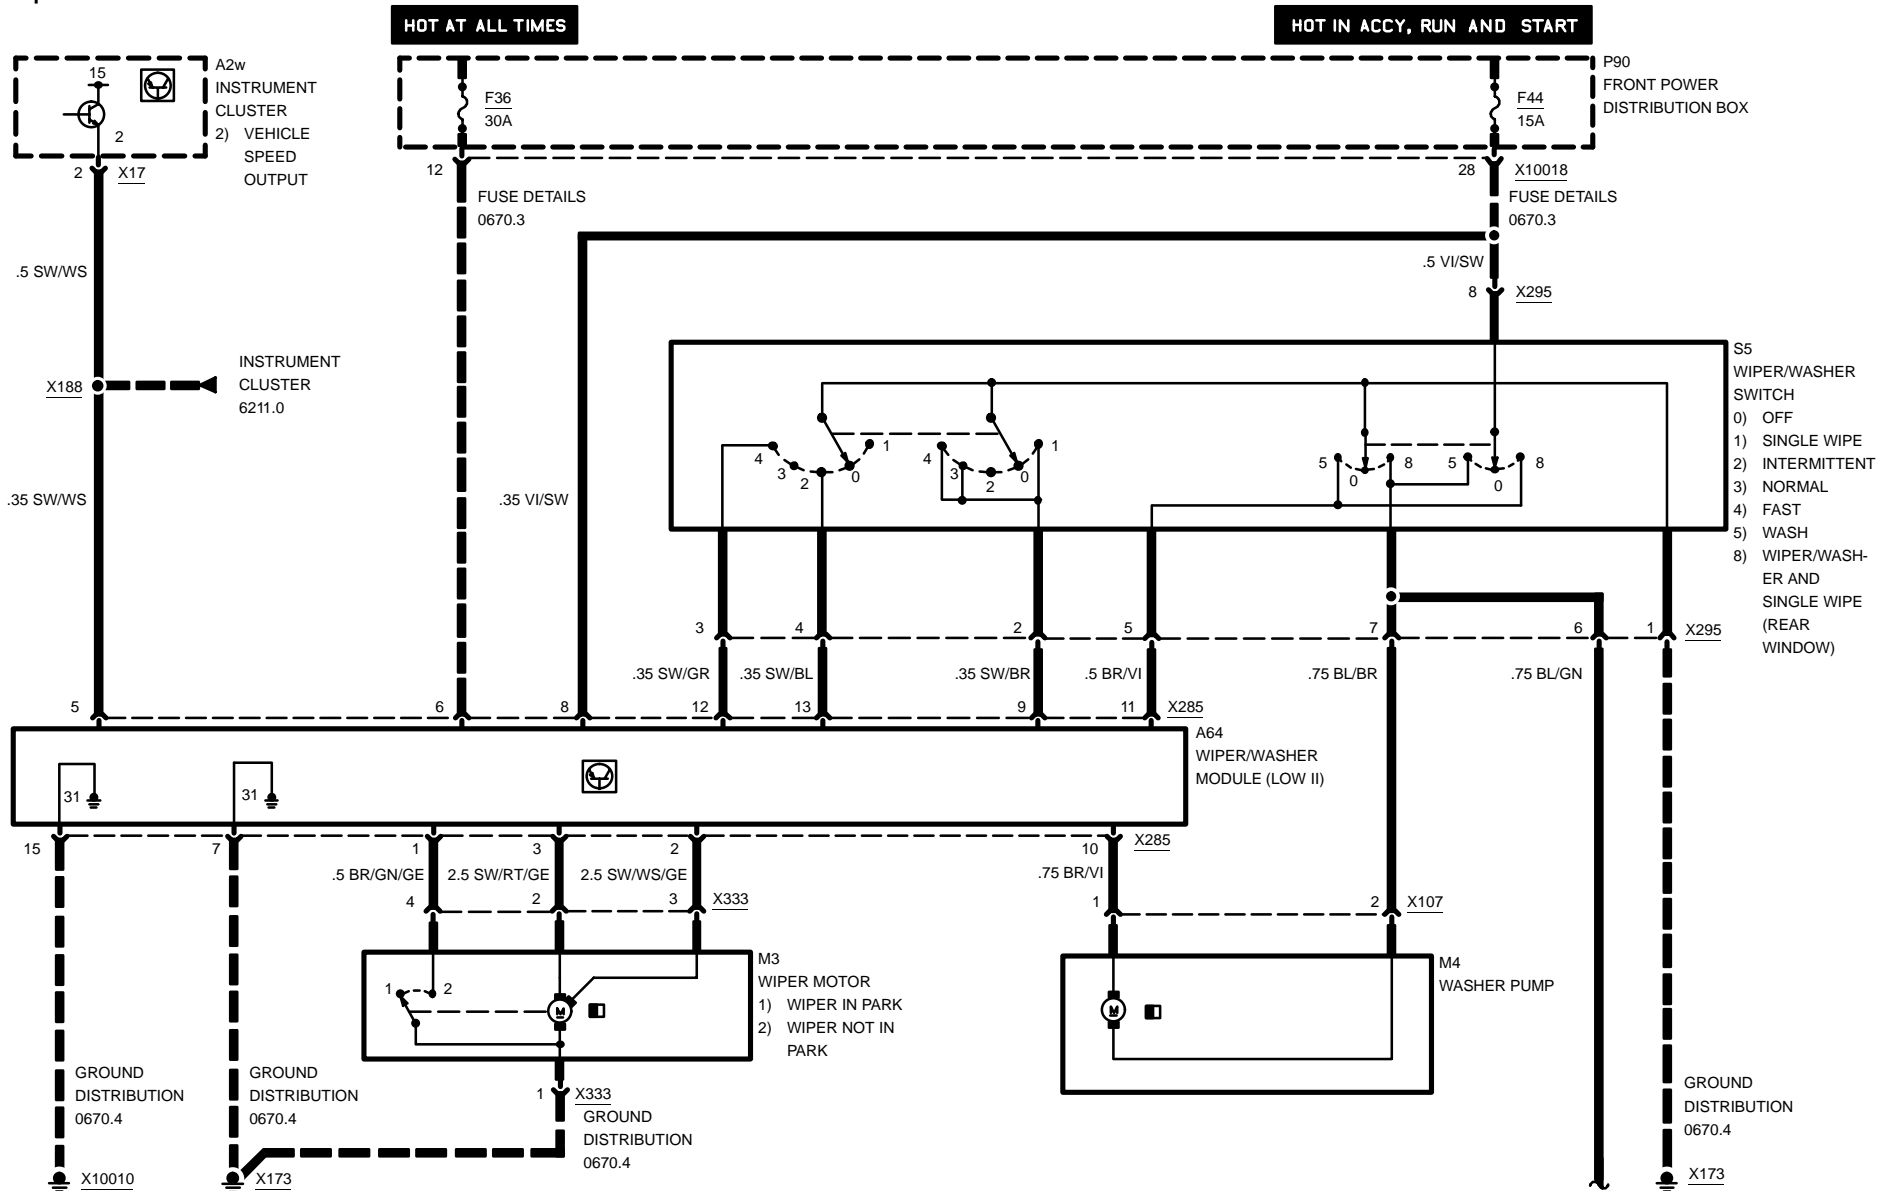 HOT AT ALL TIMES
HOT IN ACCY, RUN AND START
15
2
A2w
INSTRUMENT
CLUSTER
2) VEHICLE
SPEED
OUTPUT
2 X17
F36
30A
F44
15A
P90
FRONT POWER
DISTRIBUTION BOX
12
FUSE DETAILS
0670.3
28 X10018
FUSE DETAILS
0670.3
.5 SW/WS
.5 VI/SW
8 X295
X188
INSTRUMENT
CLUSTER
6211.0
.35 SW/WS
.35 VI/SW
4 3 2 0 1
4 3 2 0 1
5 0 8
5 0 8
S5
WIPER/WASHER
SWITCH
0) OFF
1) SINGLE WIPE
2) INTERMITTENT
3) NORMAL
4) FAST
5) WASH
8) WIPER/WASH-
ER AND
SINGLE WIPE
(REAR
WINDOW)
3 4 2 5 7 6 1 X295
.35 SW/GR .35 SW/BL .35 SW/BR .5 BR/VI .75 BL/BR .75 BL/GN
5 6 8 12 13 9 11 X285
A64
WIPER/WASHER
MODULE (LOW II)
31 31
15 7 1 3 2 10 X285
.5 BR/GN/GE 2.5 SW/RT/GE 2.5 SW/WS/GE .75 BR/VI
4 2 3 X333
1 2 X107
1 2
M
M3
WIPER MOTOR
1) WIPER IN PARK
2) WIPER NOT IN
PARK
M
M4
WASHER PUMP
GROUND
DISTRIBUTION
0670.4
GROUND
DISTRIBUTION
0670.4
1 X333
GROUND
DISTRIBUTION
0670.4
GROUND
DISTRIBUTION
0670.4
X10010
X173
X173